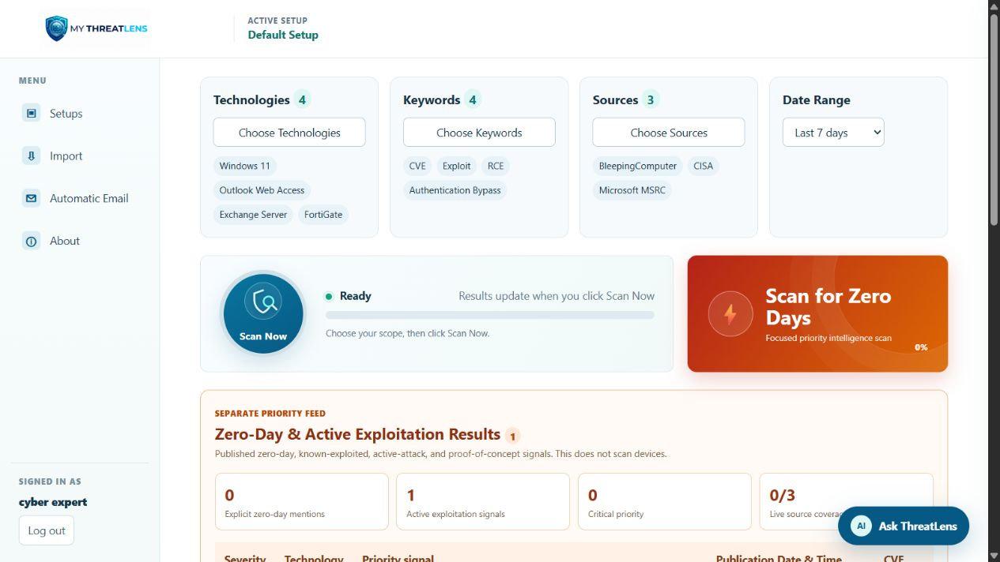 MY THREATLENS
ACTIVE SETUP
Default Setup
MENU
Setups
Import
Automatic Email
About
SIGNED IN AS
cyber expert
Log out
Technologies 4
Choose Technologies
Windows 11
Outlook Web Access
Exchange Server FortiGate
Keywords 4
Choose Keywords
CVE Exploit RCE
Authentication Bypass
Sources 3
Choose Sources
BleepingComputer CISA
Microsoft MSRC
Date Range
Last 7 days
Scan Now
Ready
Results update when you click Scan Now
Choose your scope, then click Scan Now.
Scan for Zero
Days
Focused priority intelligence scan
0%
SEPARATE PRIORITY FEED
Zero-Day & Active Exploitation Results 1
Published zero-day, known-exploited, active-attack, and proof-of-concept signals. This does not scan devices.
0
Explicit zero-day mentions
1
Active exploitation signals
0
Critical priority
0/3
Live source
AI Ask ThreatLens
Severity Technology Priority signal Publication Date & Time CVE